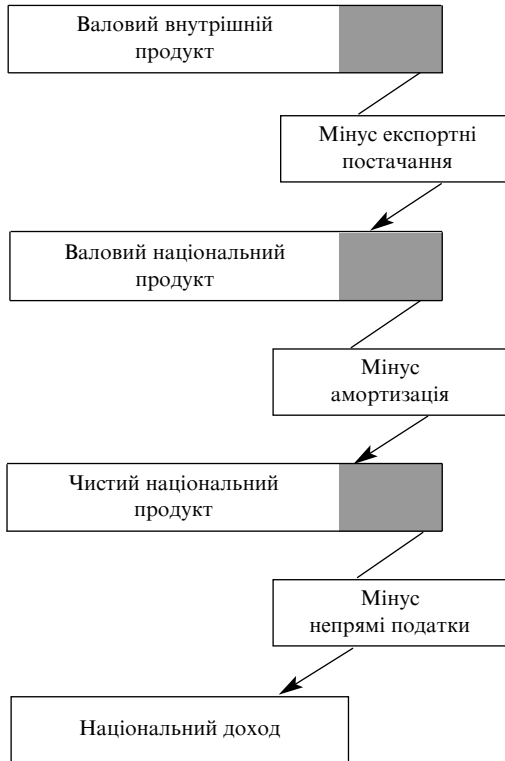 Валовий внутрішній
продукт
Мінус експортні
постачання
Валовий національний
продукт
Мінус
амортизація
Чистий національний
продукт
Мінус
непрямі податки
Національний доход